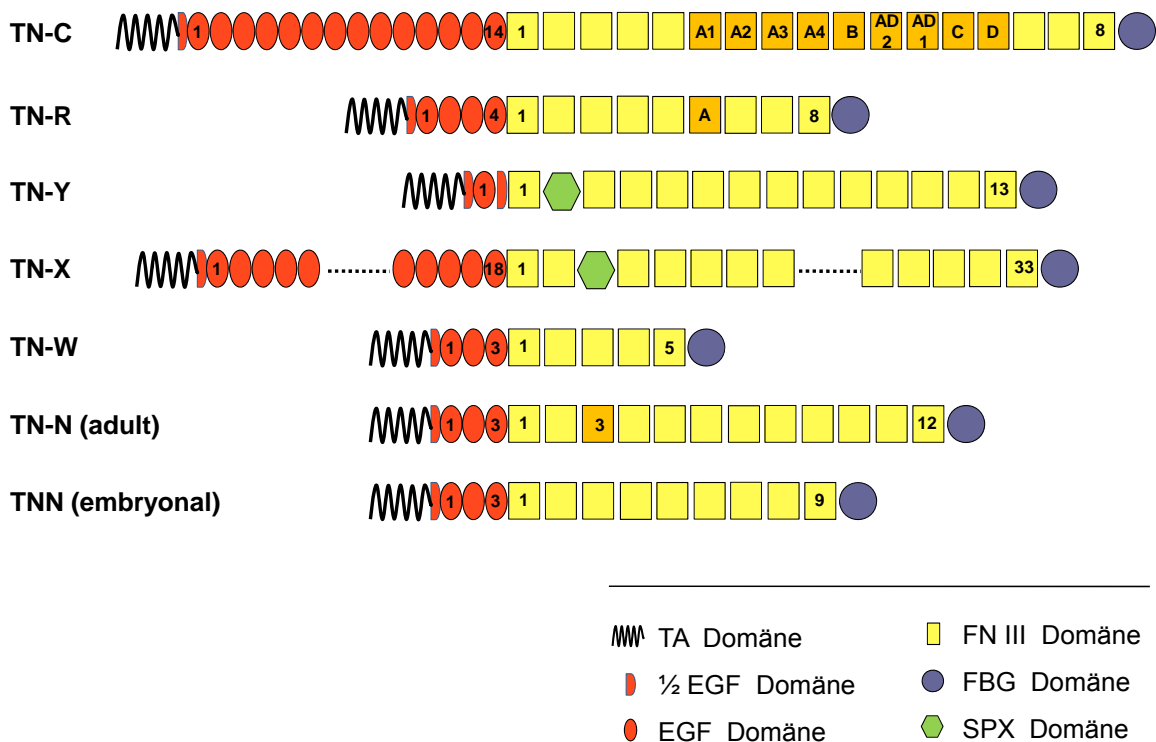 TN-C 1 14 1 A1 A2 A3 A4 B AD 2 AD 1 C D 8
TN-R 1 4 1 A 8
TN-Y 1 1 13
TN-X 1 18 1 33
TN-W 1 3 1 5
TN-N (adult) 1 3 1 3 12
TNN (embryonal) 1 3 1 9
TA Domäne
½ EGF Domäne
EGF Domäne
FN III Domäne
FBG Domäne
SPX Domäne